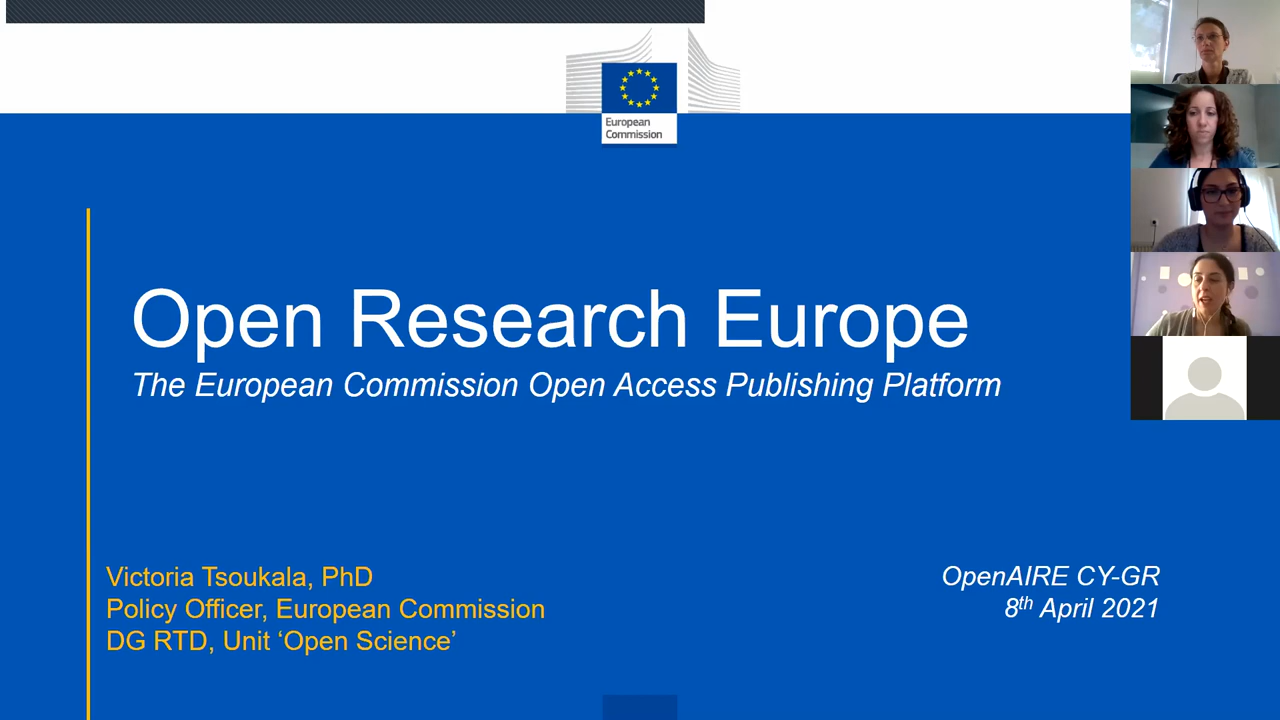 European
Commission
Open Research Europe
The European Commission Open Access Publishing Platform
Victoria Tsoukala, PhD
Policy Officer, European Commission
DG RTD, Unit ‘Open Science’
OpenAIRE CY-GR
8th April 2021